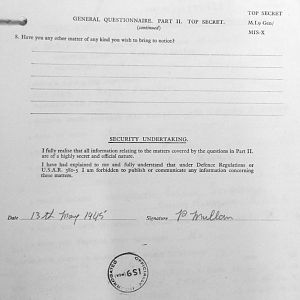 GENERAL QUESTIONNAIRE. PART II. TOP SECRET.
(continued)
TOP SECRET
M.I.9 Gen/
MIS-X
8. Have you any other matter of any kind you wish to bring to notice?
SECURITY UNDERTAKING.
I fully realise that all information relating to the matters covered by the questions in Part II.
are of a highly secret and official nature.
I have had explained to me and fully understand that under Defence Regulations or
U.S.A.R. 380-5 I am forbidden to publish or communicate any information concerning
these matters.
Date 13th May 1945 Signature P
OFFICIALLY
IS9